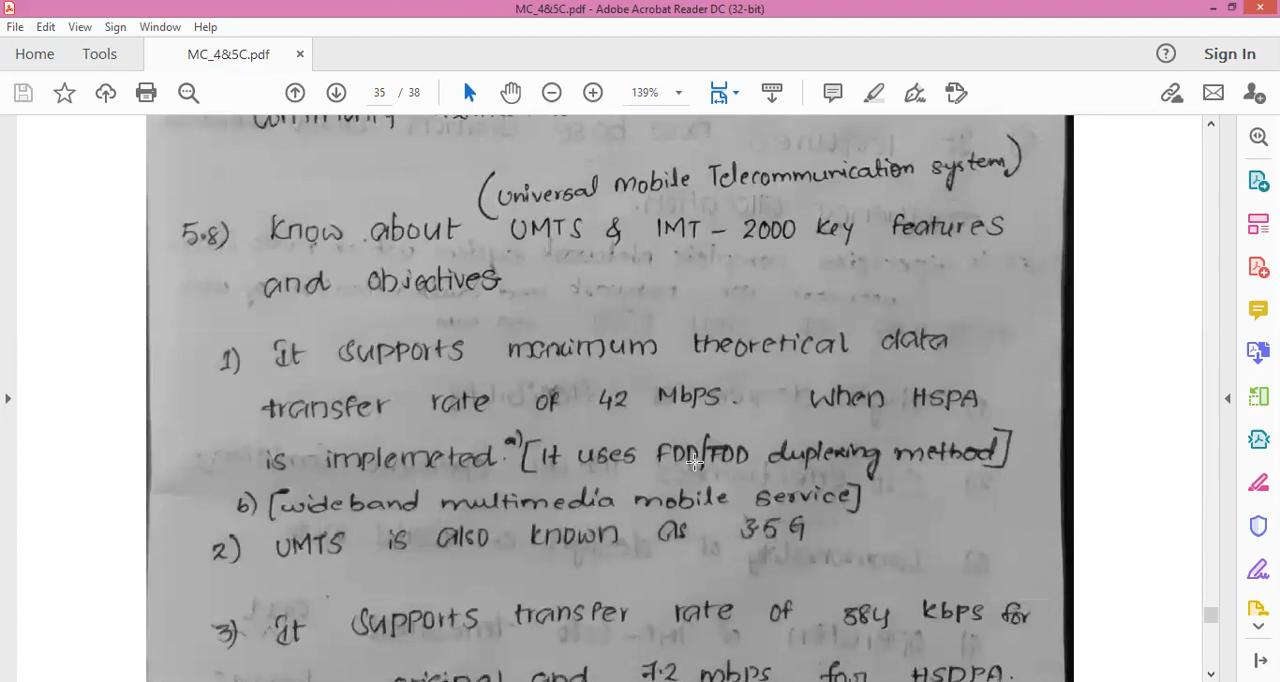 MC_4&5C.pdf - Adobe Acrobat Reader DC (32-bit)
File Edit View Sign Window Help
Home Tools MC_4&5C.pdf × Sign In
35 / 38 139%
community
(Universal Mobile Telecommunication system)
5.8) Know about UMTS & IMT - 2000 key features
and objectives
1) It supports maximum theoretical data
transfer rate of 42 Mbps. When HSPA
is implemeted. a) [It uses FDD/TDD duplexing method]
b) [wideband multimedia mobile service]
2) UMTS is also known as 3.5G
3) It supports transfer rate of 384 kbps for
original and 7.2 mbps for HSDPA.